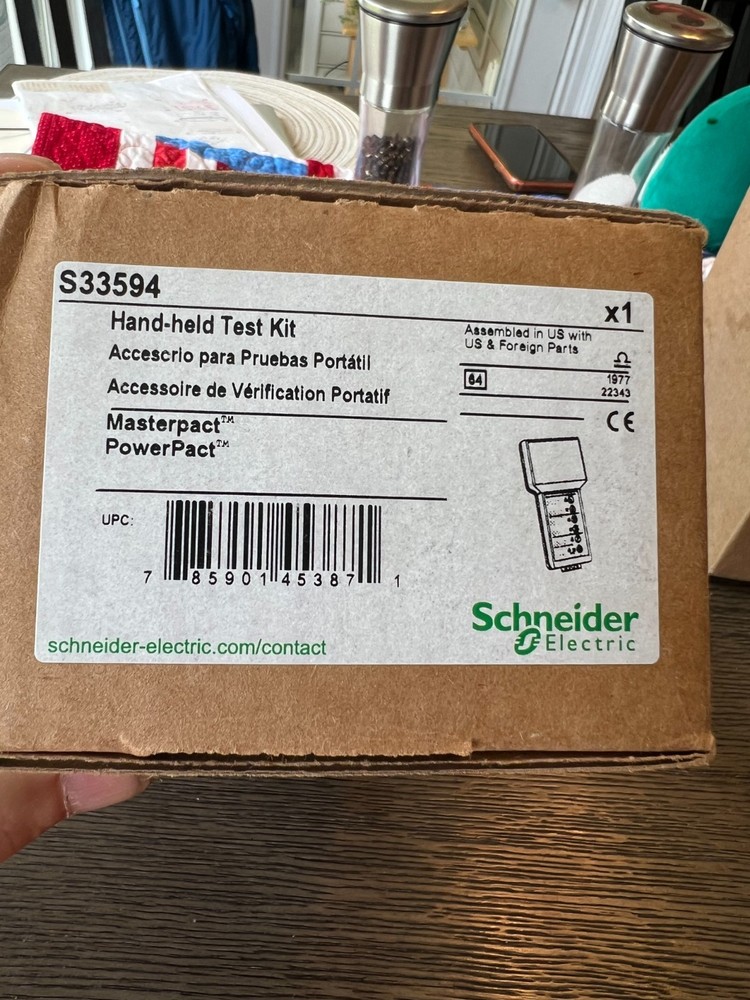 S33594
x1
Hand-held Test Kit
Accescrio para Pruebas Portátil
Accessoire de Vérification Portatif
Assembled in US with
US & Foreign Parts
64
1977
22343
CE
Masterpact™
PowerPact™
UPC:
7 85901 45387 1
Schneider
Electric
schneider-electric.com/contact